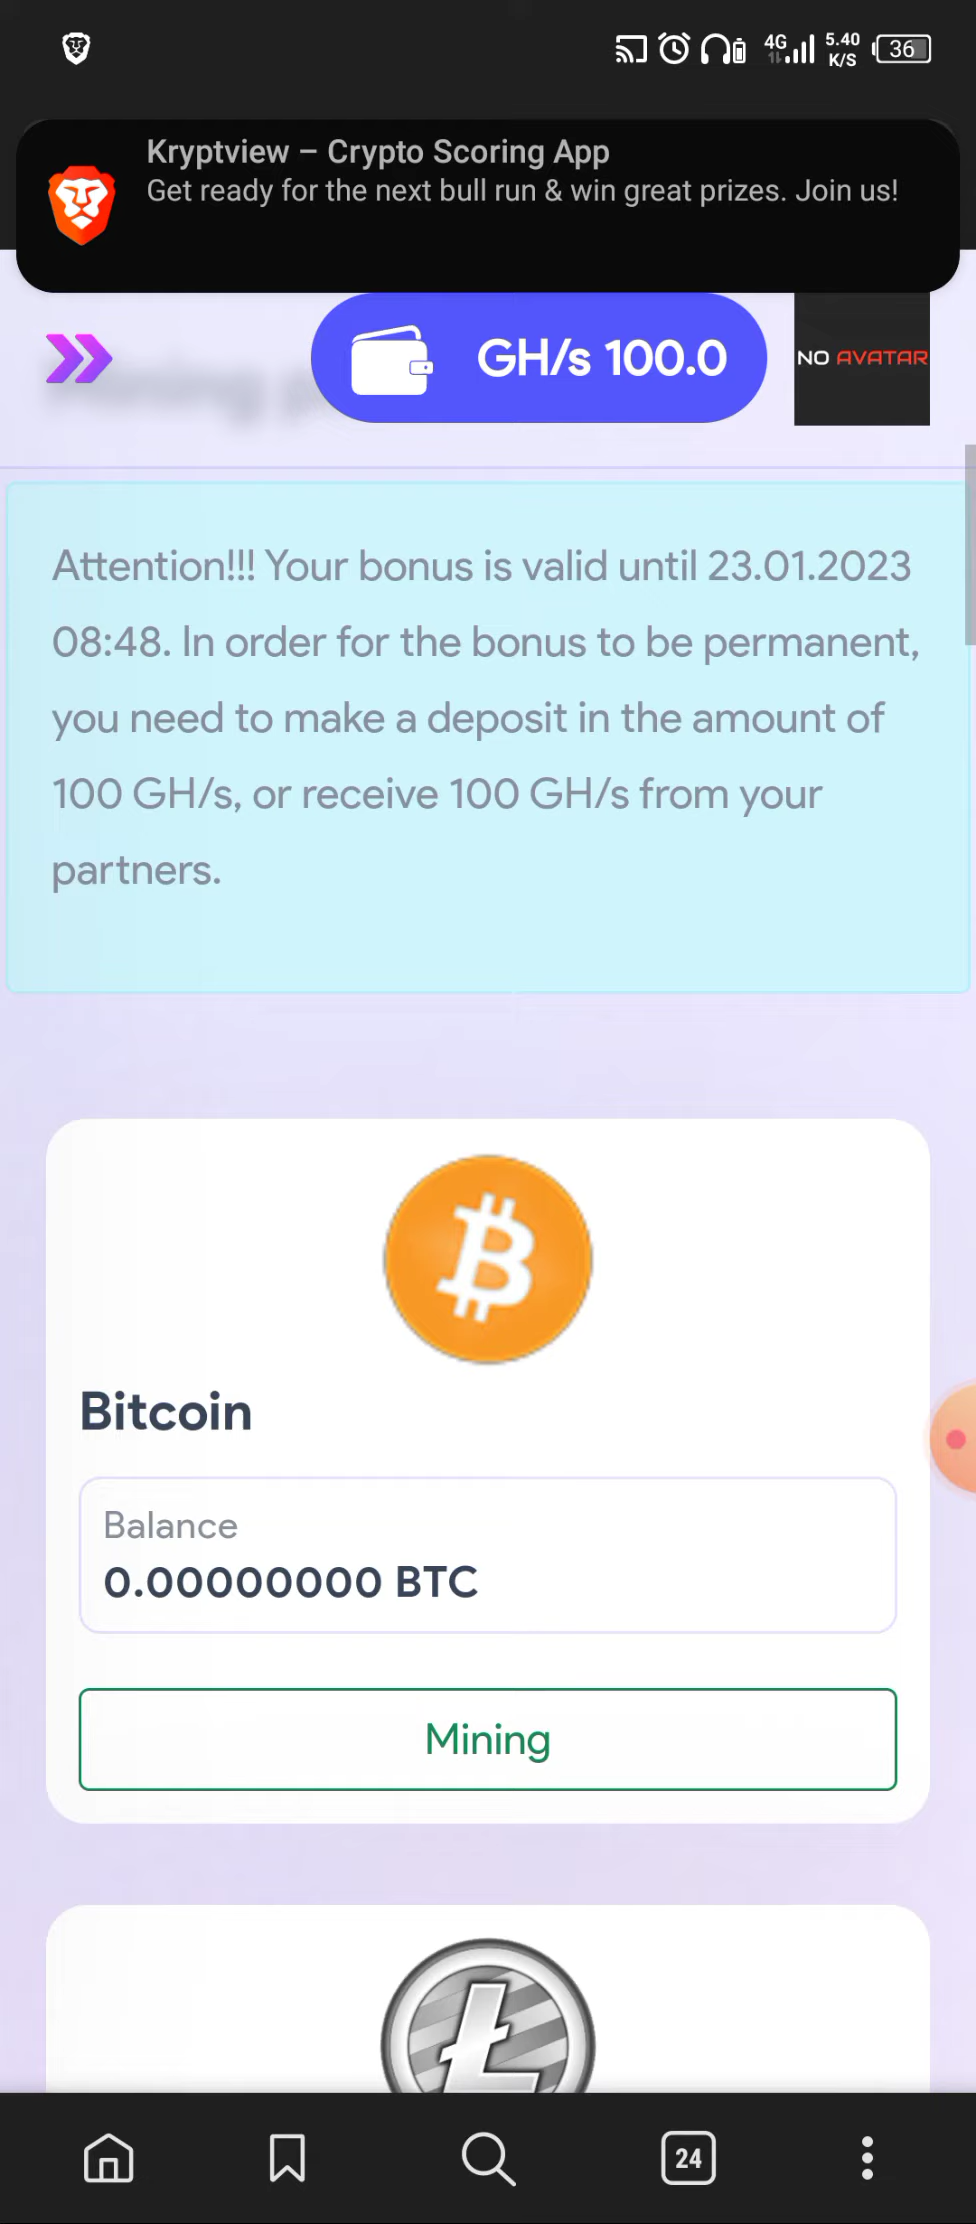 4G 5.40 K/S 36
Kryptview – Crypto Scoring App
Get ready for the next bull run & win great prizes. Join us!
GH/s 100.0
NO AVATAR
Attention!!! Your bonus is valid until 23.01.2023
08:48. In order for the bonus to be permanent,
you need to make a deposit in the amount of
100 GH/s, or receive 100 GH/s from your
partners.
Bitcoin
Balance
0.00000000 BTC
Mining
24